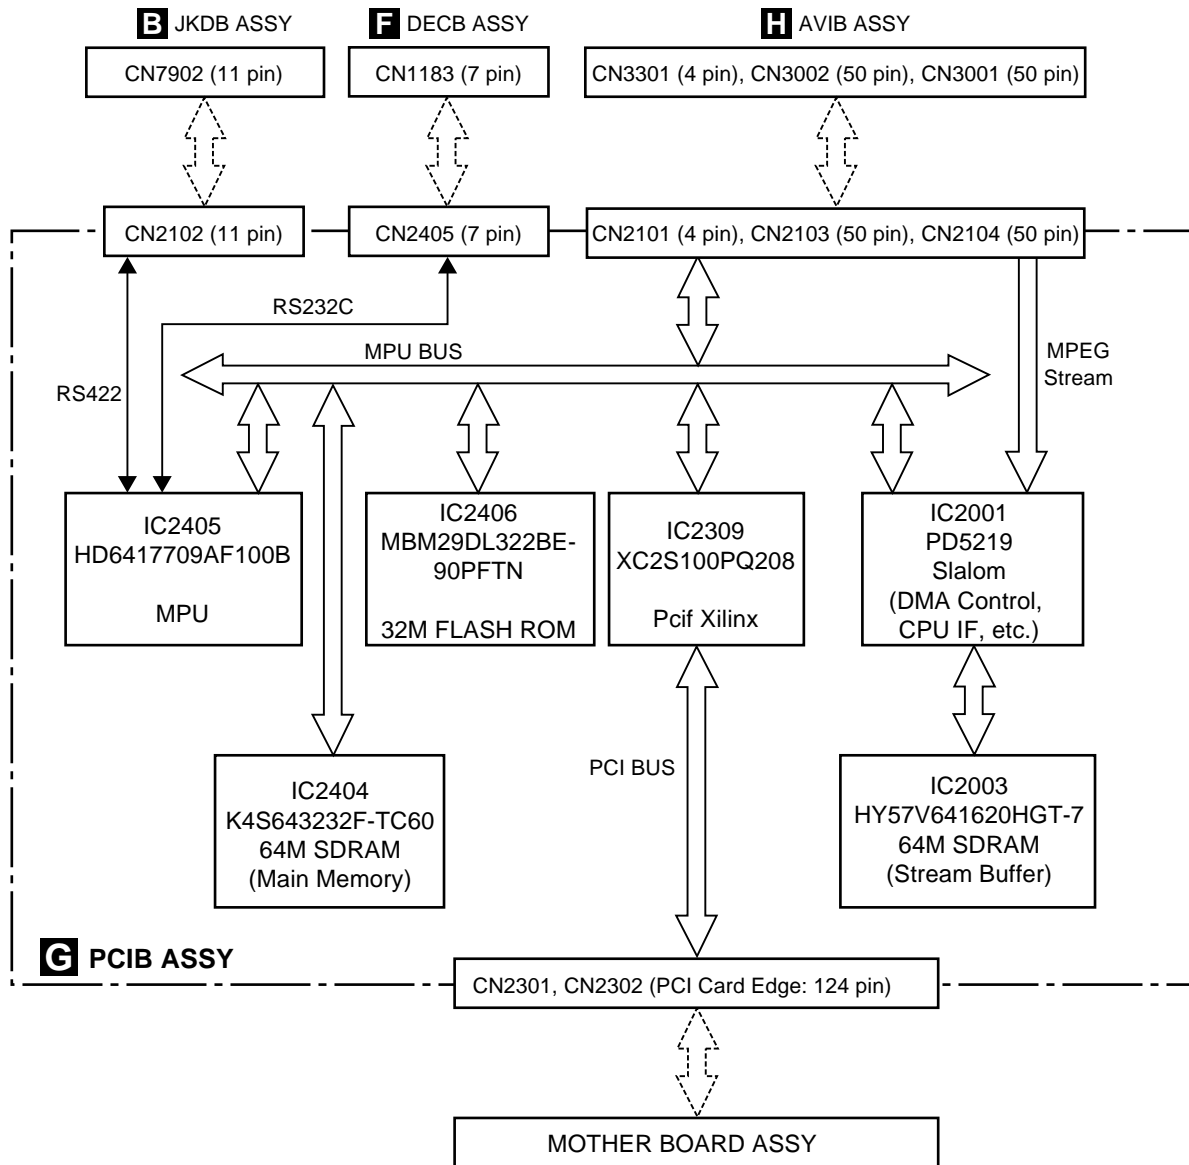 B JKDB ASSY
F DECB ASSY
H AVIB ASSY
CN7902 (11 pin)
CN1183 (7 pin)
CN3301 (4 pin), CN3002 (50 pin), CN3001 (50 pin)
CN2102 (11 pin)
CN2405 (7 pin)
CN2101 (4 pin), CN2103 (50 pin), CN2104 (50 pin)
RS232C
MPU BUS
MPEG
Stream
RS422
IC2405
HD6417709AF100B
MPU
IC2406
MBM29DL322BE-
90PFTN
32M FLASH ROM
IC2309
XC2S100PQ208
Pcif Xilinx
IC2001
PD5219
Slalom
(DMA Control,
CPU IF, etc.)
IC2404
K4S643232F-TC60
64M SDRAM
(Main Memory)
PCI BUS
IC2003
HY57V641620HGT-7
64M SDRAM
(Stream Buffer)
G PCIB ASSY
CN2301, CN2302 (PCI Card Edge: 124 pin)
MOTHER BOARD ASSY